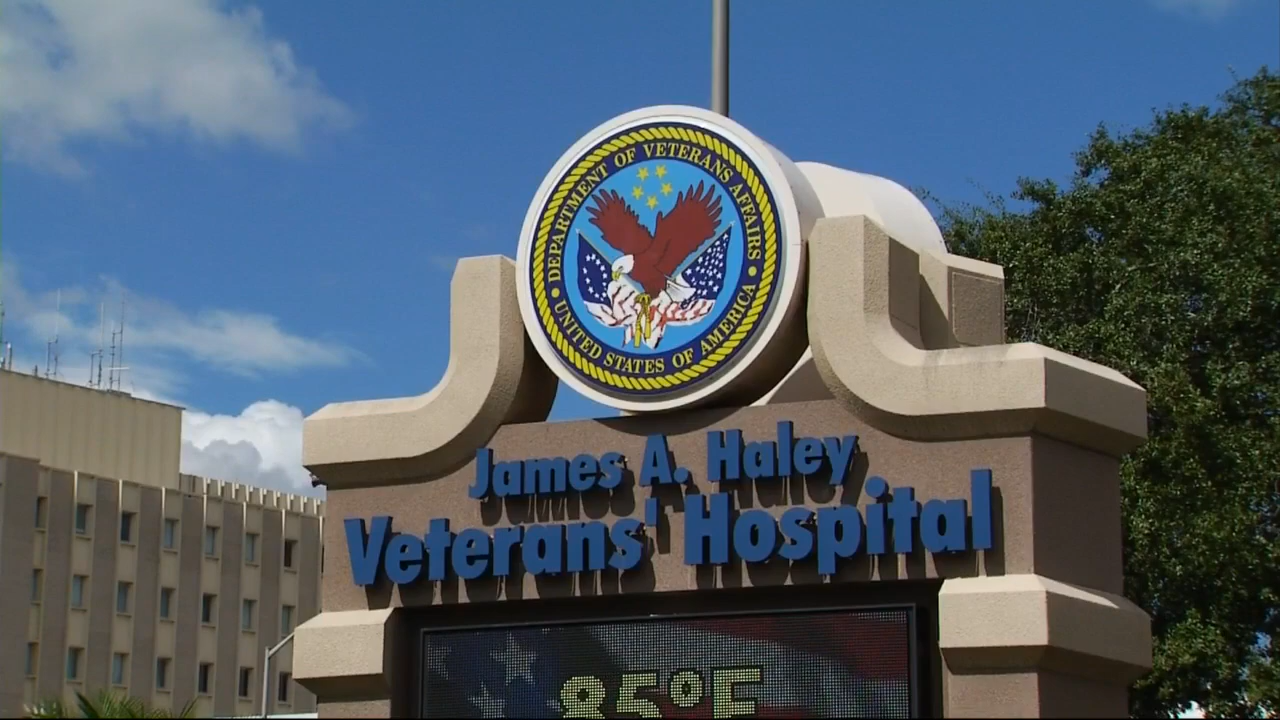 DEPARTMENT OF VETERANS AFFAIRS
UNITED STATES OF AMERICA
James A. Haley
Veterans' Hospital
85°F